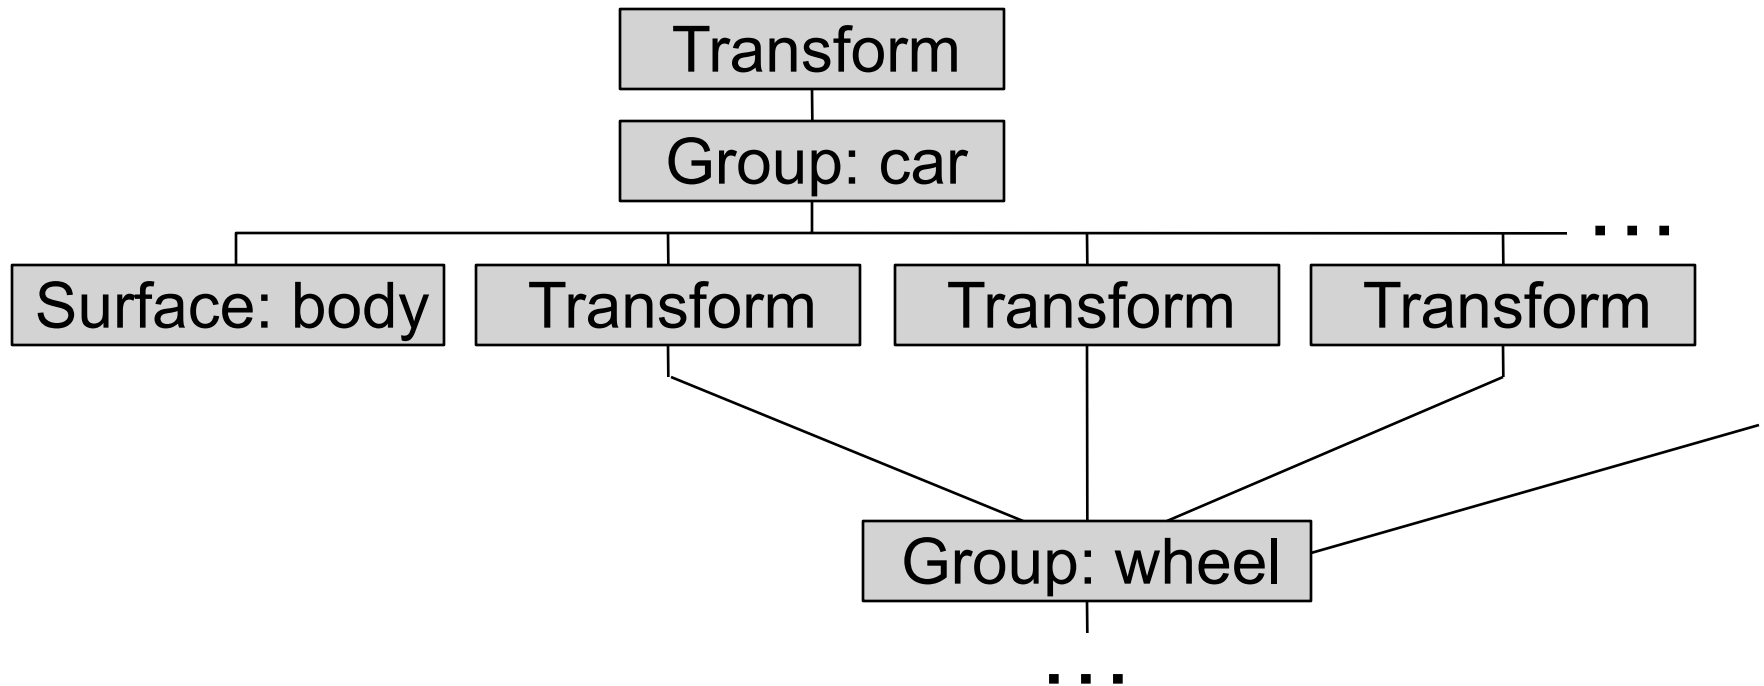 Transform
Group: car
...
Surface: body
Transform
Transform
Transform
Group: wheel
...